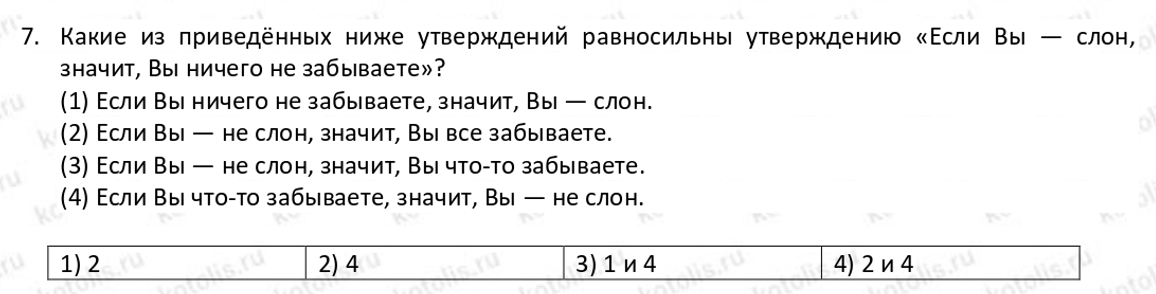 7. Какие из приведённых ниже утверждений равносильны утверждению «Если Вы — слон,
значит, Вы ничего не забываете»?
(1) Если Вы ничего не забываете, значит, Вы — слон.
(2) Если Вы — не слон, значит, Вы все забываете.
(3) Если Вы — не слон, значит, Вы что-то забываете.
(4) Если Вы что-то забываете, значит, Вы — не слон.
1) 2 2) 4 3) 1 и 4 4) 2 и 4